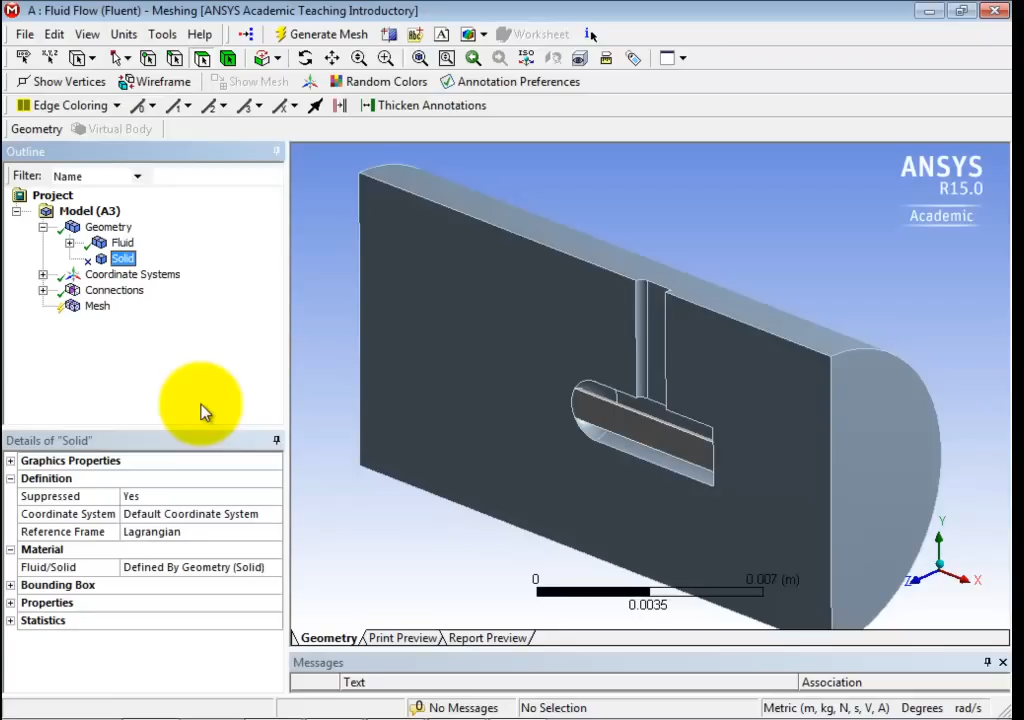 A : Fluid Flow (Fluent) - Meshing [ANSYS Academic Teaching Introductory]
File Edit View Units Tools Help Generate Mesh A Worksheet i
Show Vertices Wireframe Show Mesh Random Colors Annotation Preferences
Edge Coloring Thicken Annotations
Geometry Virtual Body
Outline
Filter: Name
Project
Model (A3)
Geometry
Fluid
Solid
Coordinate Systems
Connections
Mesh
Details of "Solid"
Graphics Properties
Definition
Suppressed Yes
Coordinate System Default Coordinate System
Reference Frame Lagrangian
Material
Fluid/Solid Defined By Geometry (Solid)
Bounding Box
Properties
Statistics
ANSYS
R15.0
Academic
Y
Z X
0 0.007 (m)
0.0035
Geometry Print Preview Report Preview
Messages
Text Association
No Messages No Selection Metric (m, kg, N, s, V, A) Degrees rad/s